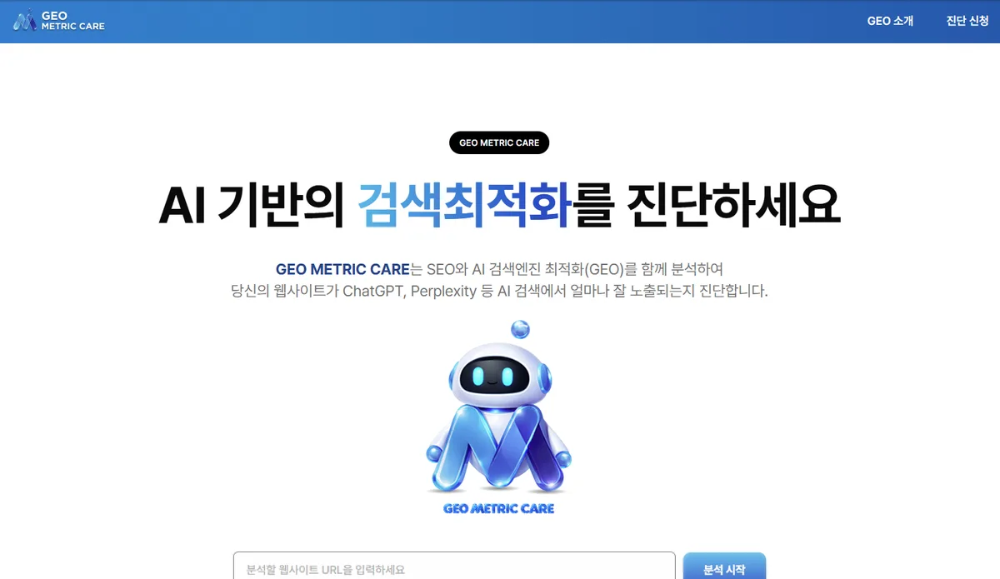 GEO
METRIC CARE
GEO 소개
진단 신청
GEO METRIC CARE
AI 기반의 검색최적화를 진단하세요
GEO METRIC CARE는 SEO와 AI 검색엔진 최적화(GEO)를 함께 분석하여
당신의 웹사이트가 ChatGPT, Perplexity 등 AI 검색에서 얼마나 잘 노출되는지 진단합니다.
GEO METRIC CARE
분석할 웹사이트 URL을 입력하세요
분석 시작